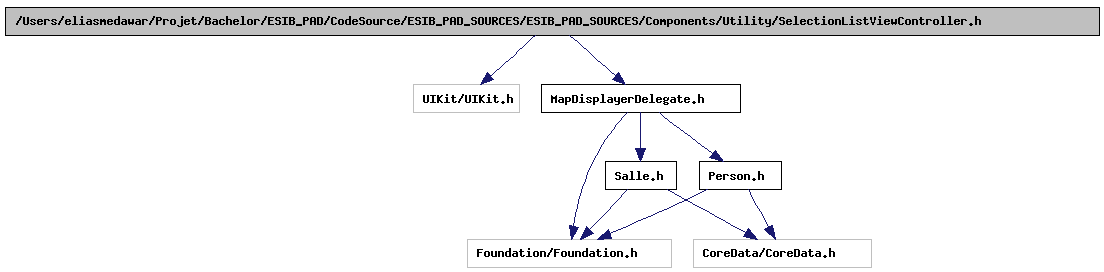 /Users/eliasmedawar/Projet/Bachelor/ESIB_PAD/CodeSource/ESIB_PAD_SOURCES/ESIB_PAD_SOURCES/Components/Utility/SelectionListViewController.h
UIKit/UIKit.h
MapDisplayerDelegate.h
Salle.h
Person.h
Foundation/Foundation.h
CoreData/CoreData.h